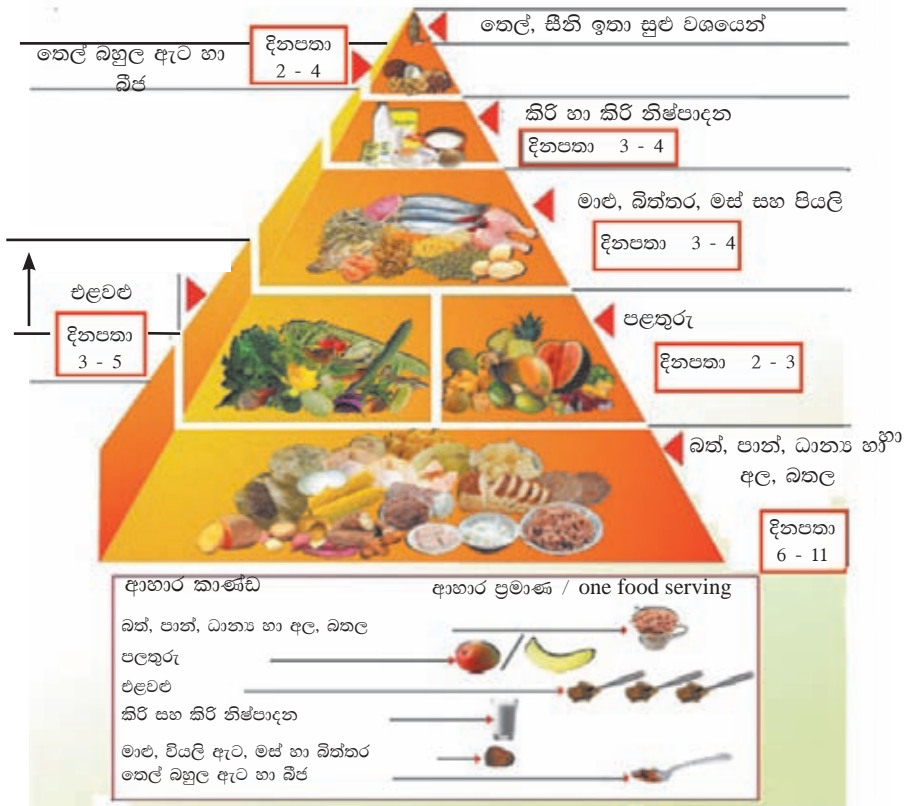 තෙල්, සීනි ඉතා සුළු වශයෙන්
තෙල් බහුල ඇට හා
බීජ
දිනපතා
2 - 4
කිරි හා කිරි නිෂ්පාදන
දිනපතා 3 - 4
මාළු, බිත්තර, මස් සහ පියලි
දිනපතා 3 - 4
එළවළු
දිනපතා
3 - 5
පළතුරු
දිනපතා 2 - 3
බත්, පාන්, ධාන්‍ය හා හා
අල, බතල
දිනපතා
6 - 11
ආහාර කාණ්ඩ
ආහාර ප්‍රමාණ / one food serving
බත්, පාන්, ධාන්‍ය හා අල, බතල
පලතුරු
එළවළු
කිරි සහ කිරි නිෂ්පාදන
මාළු, වියලි ඇට, මස් හා බිත්තර
තෙල් බහුල ඇට හා බීජ